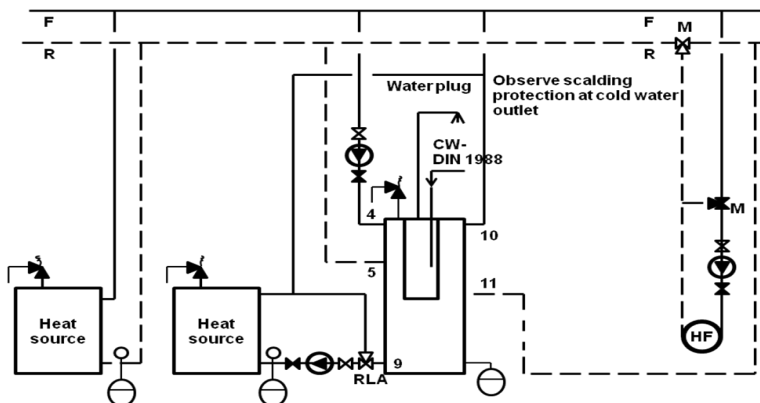 F
R
F
M
R
Water plug
Observe scalding
protection at cold water
outlet
CW-
DIN 1988
4
10
M
5
11
Heat
source
Heat
source
HF
9
RLA